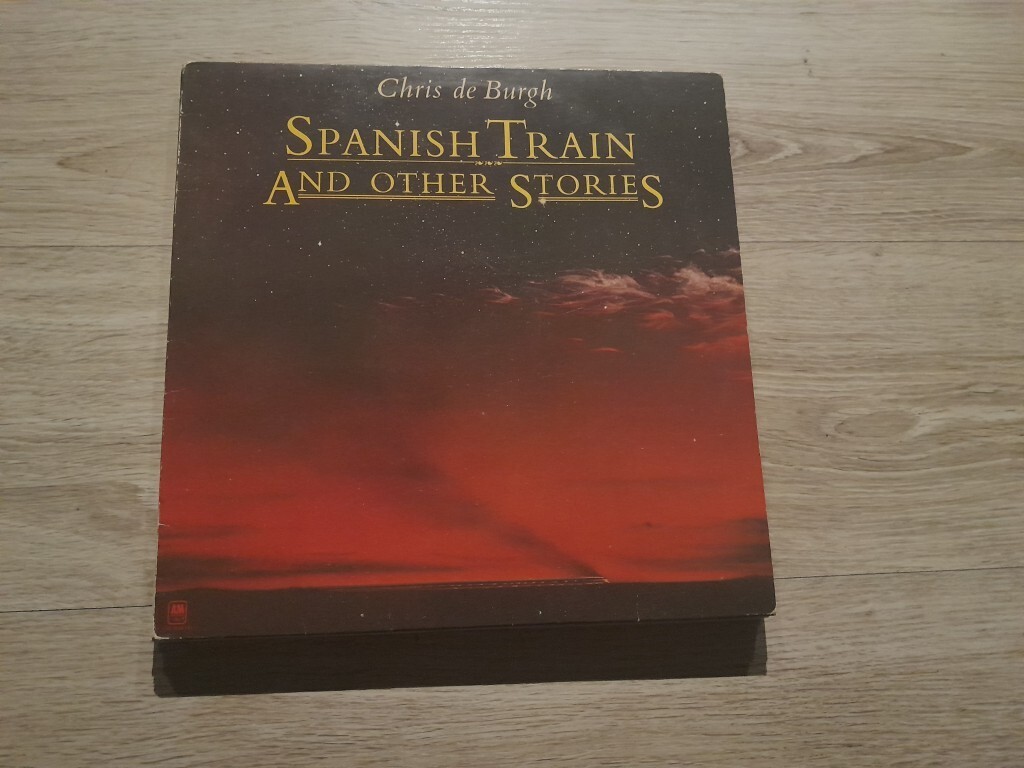 Chris de Burgh
SPANISH TRAIN
AND OTHER STORIES
A&M